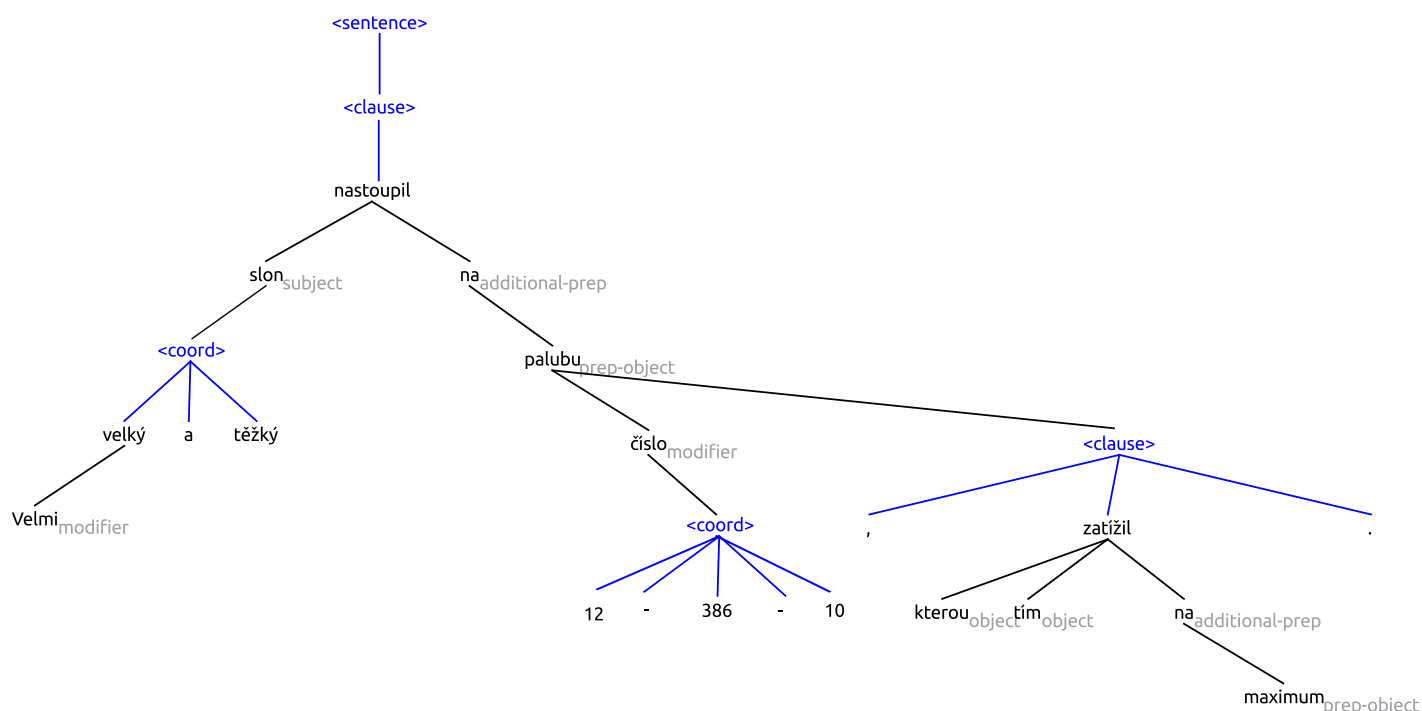 <sentence>
<clause>
nastoupil
slon subject na additional-prep
<coord> palubu prep-object
velký a těžký číslo modifier <clause>
Velmi modifier <coord> , zatížil .
12 - 386 - 10 kterou object tím object na additional-prep
maximum prep-object